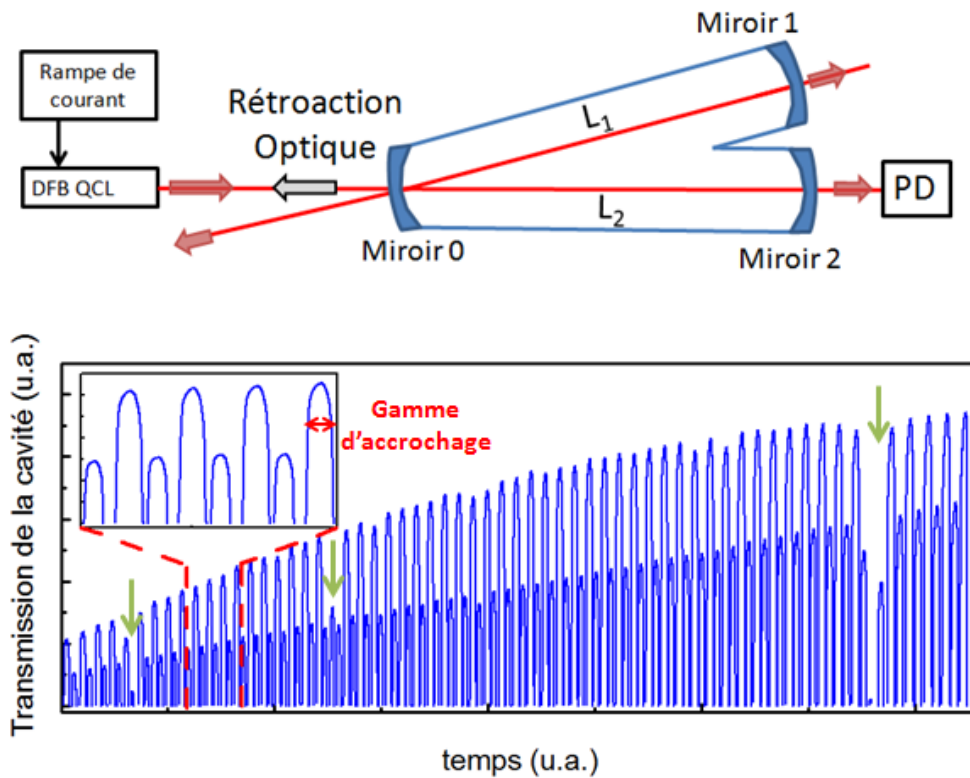 Rampe de
courant
DFB QCL
Rétroaction
Optique
Miroir 1
L₁
L₂
PD
Miroir 0
Miroir 2
Transmission de la cavité (u.a.)
Gamme
d'accrochage
temps (u.a.)